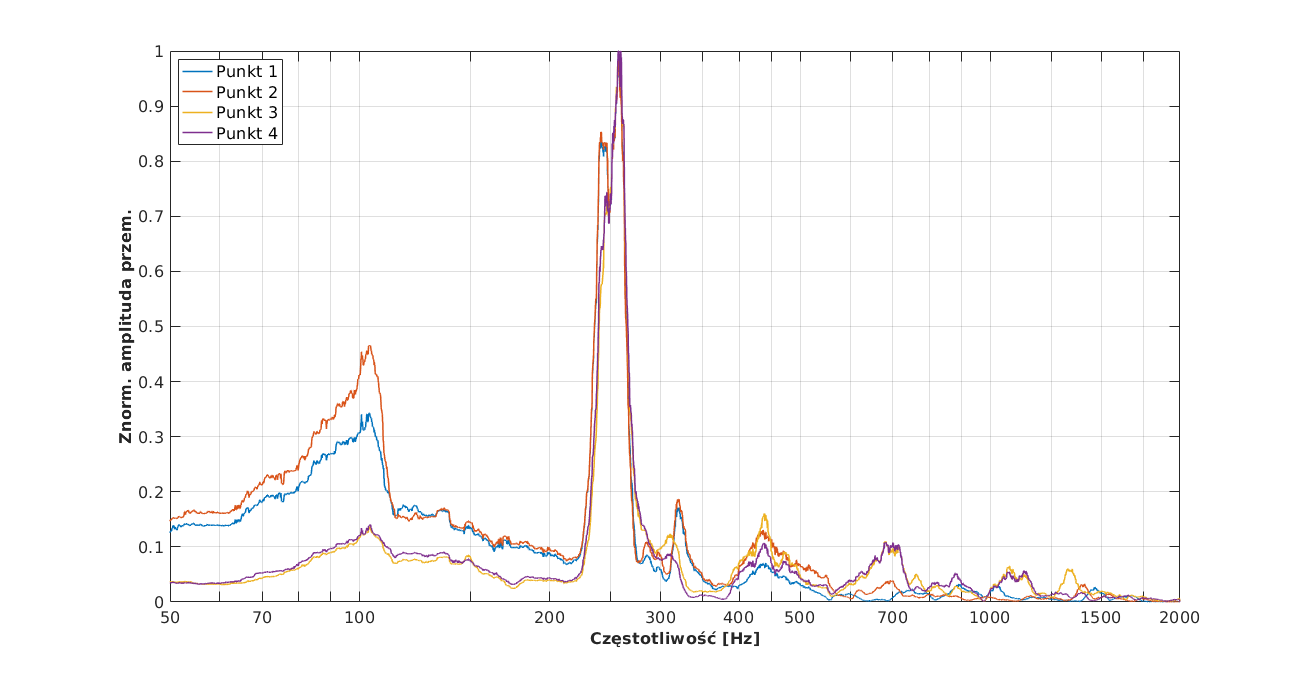 1
0.9
0.8
0.7
0.6
0.5
0.4
0.3
0.2
0.1
0
Znorm. amplituda przem.
Punkt 1
Punkt 2
Punkt 3
Punkt 4
50 70 100 200 300 400 500 700 1000 1500 2000
Częstotliwość [Hz]